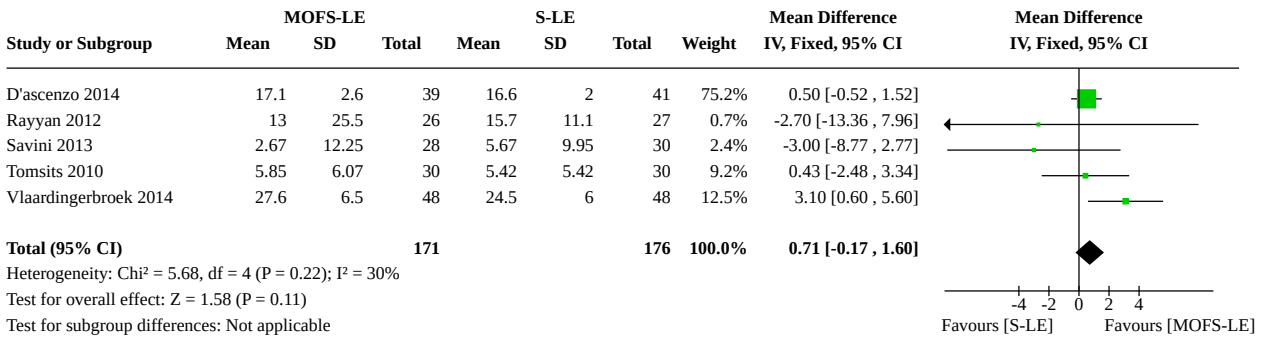 MOFS-LE S-LE Mean Difference Mean Difference
Study or Subgroup Mean SD Total Mean SD Total Weight IV, Fixed, 95% CI IV, Fixed, 95% CI
D'ascenzo 2014 17.1 2.6 39 16.6 2 41 75.2% 0.50 [-0.52 , 1.52]
Rayyan 2012 13 25.5 26 15.7 11.1 27 0.7% -2.70 [-13.36 , 7.96]
Savini 2013 2.67 12.25 28 5.67 9.95 30 2.4% -3.00 [-8.77 , 2.77]
Tomsits 2010 5.85 6.07 30 5.42 5.42 30 9.2% 0.43 [-2.48 , 3.34]
Vlaardingerbroek 2014 27.6 6.5 48 24.5 6 48 12.5% 3.10 [0.60 , 5.60]
Total (95% CI) 171 176 100.0% 0.71 [-0.17 , 1.60]
Heterogeneity: Chi² = 5.68, df = 4 (P = 0.22); I² = 30%
Test for overall effect: Z = 1.58 (P = 0.11) -4 -2 0 2 4
Test for subgroup differences: Not applicable Favours [S-LE] Favours [MOFS-LE]